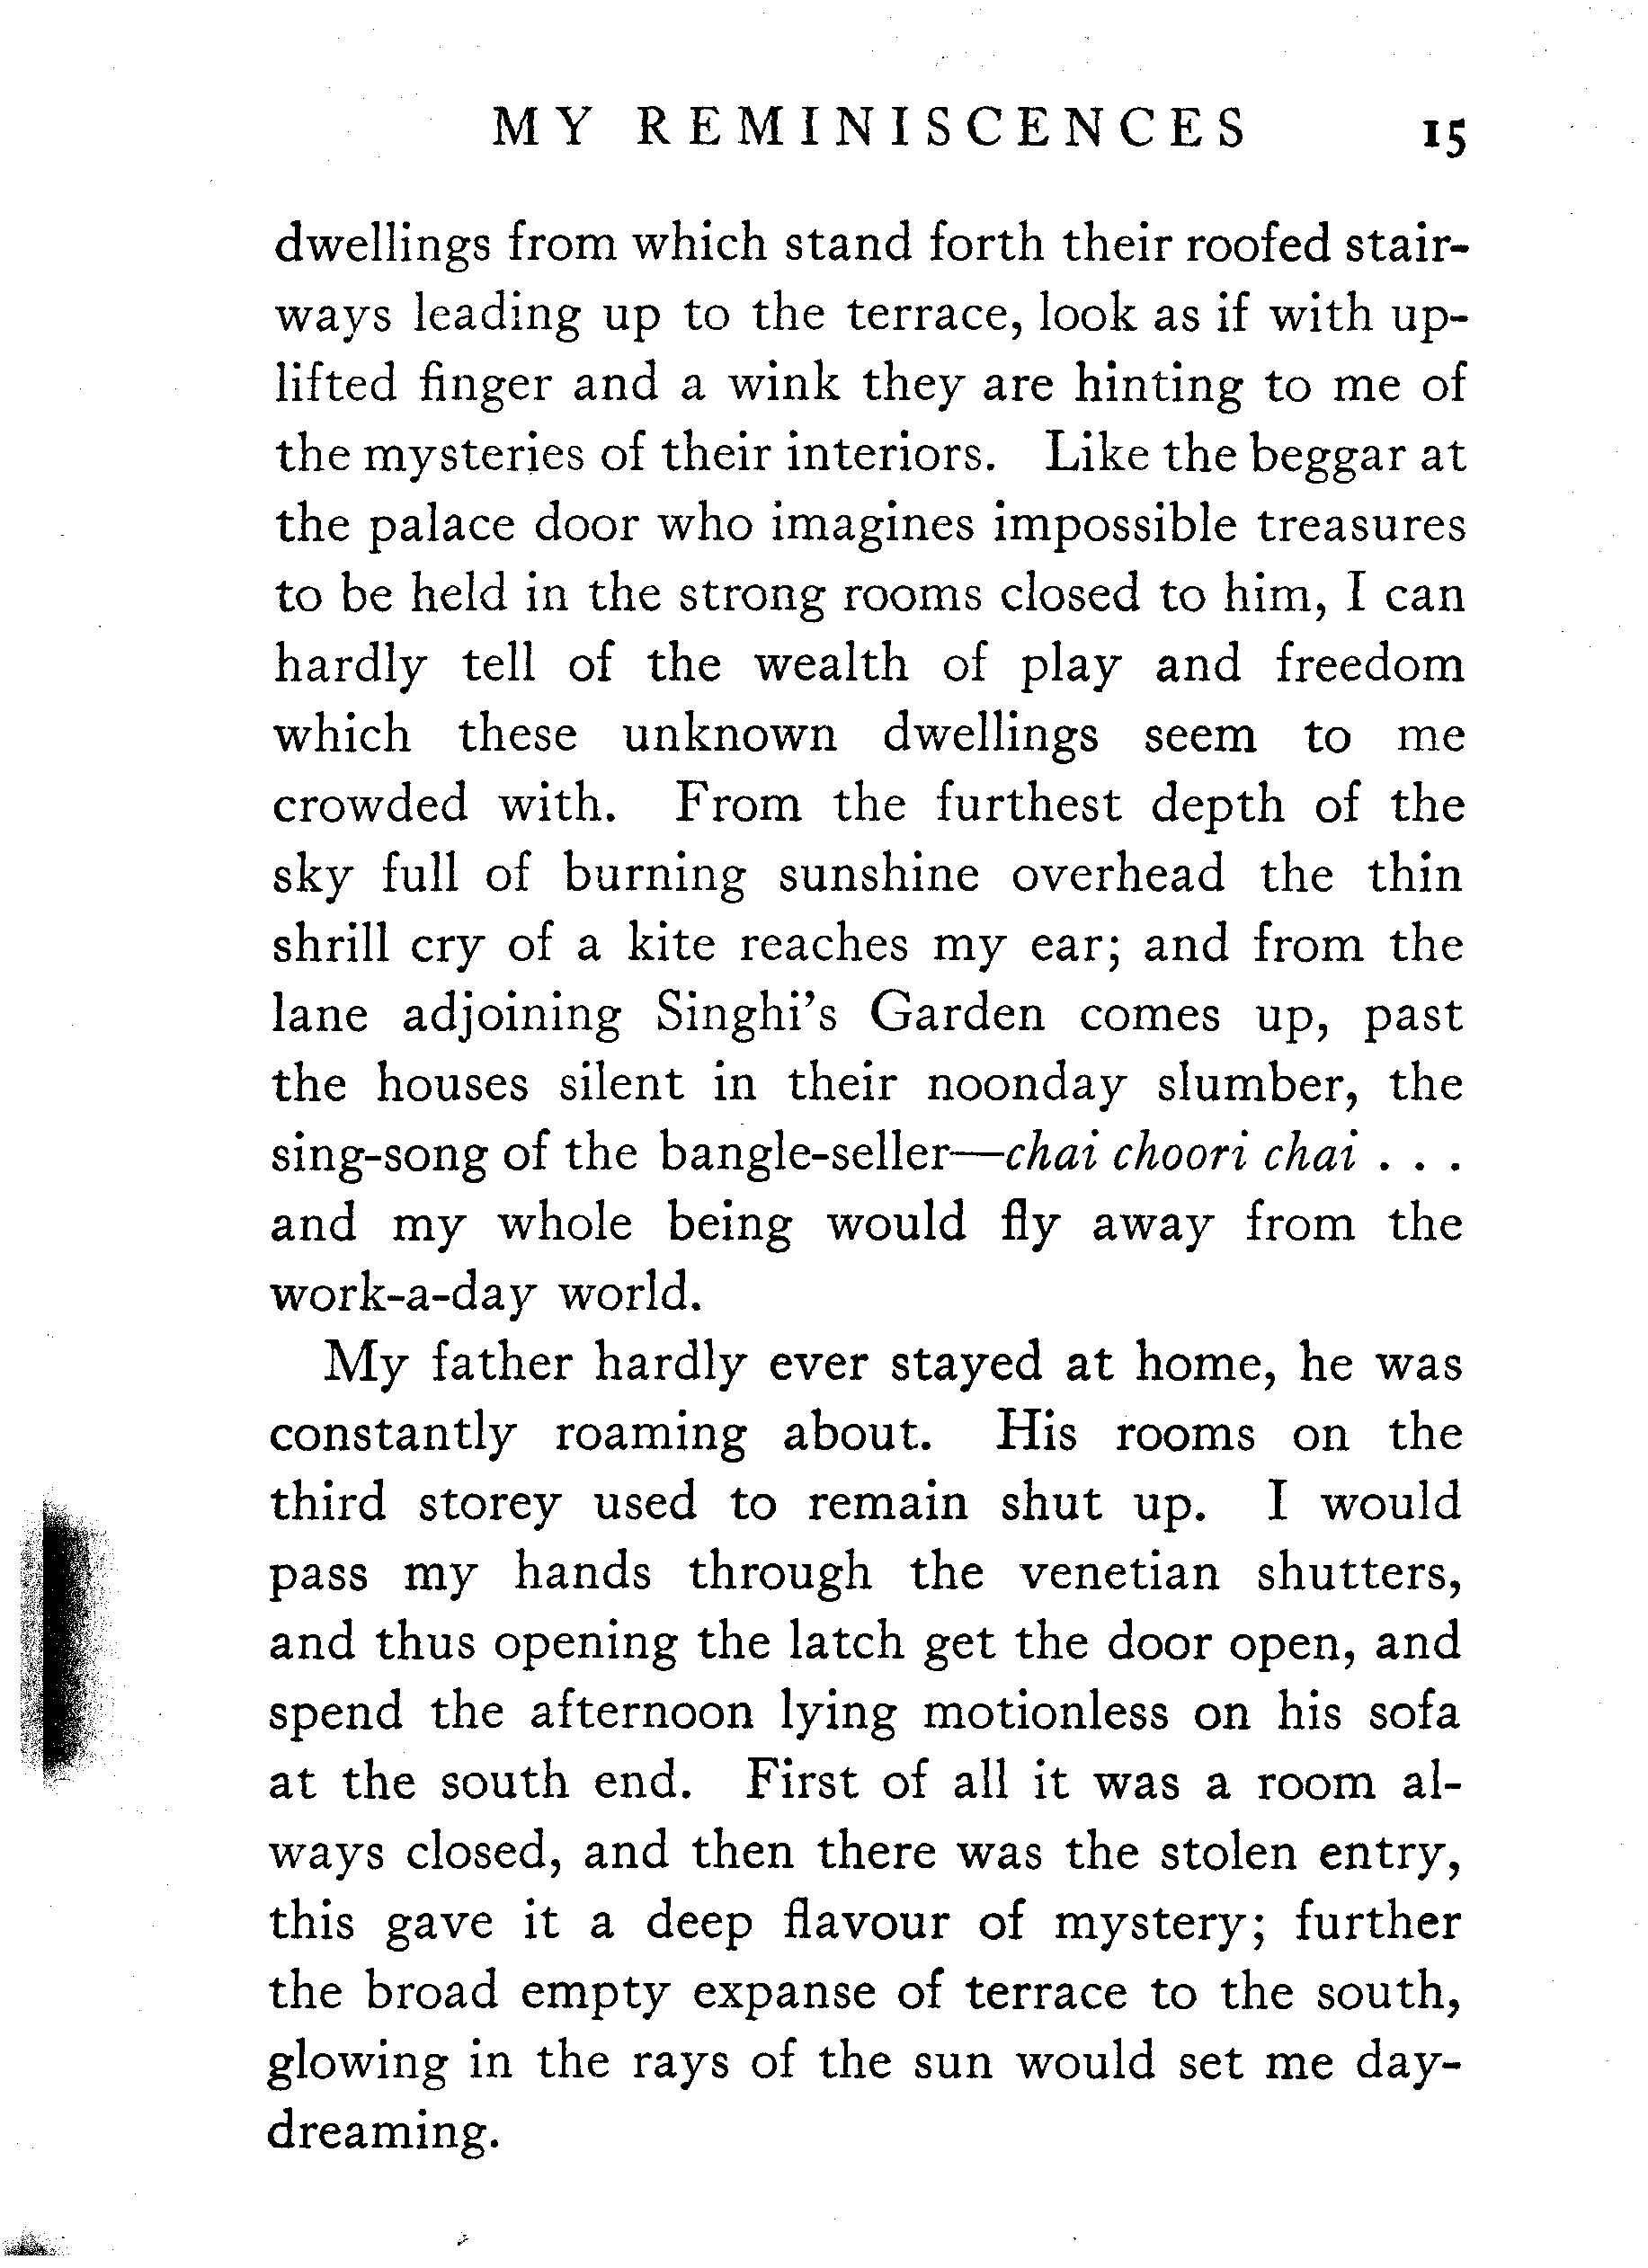 MY REMINISCENCES 15
dwellings from which stand forth their roofed stair-
ways leading up to the terrace, look as if with up-
lifted finger and a wink they are hinting to me of
the mysteries of their interiors. Like the beggar at
the palace door who imagines impossible treasures
to be held in the strong rooms closed to him, I can
hardly tell of the wealth of play and freedom
which these unknown dwellings seem to me
crowded with. From the furthest depth of the
sky full of burning sunshine overhead the thin
shrill cry of a kite reaches my ear; and from the
lane adjoining Singhi's Garden comes up, past
the houses silent in their noonday slumber, the
sing-song of the bangle-seller—chai choori chai . . .
and my whole being would fly away from the
work-a-day world.
My father hardly ever stayed at home, he was
constantly roaming about. His rooms on the
third storey used to remain shut up. I would
pass my hands through the venetian shutters,
and thus opening the latch get the door open, and
spend the afternoon lying motionless on his sofa
at the south end. First of all it was a room al-
ways closed, and then there was the stolen entry,
this gave it a deep flavour of mystery; further
the broad empty expanse of terrace to the south,
glowing in the rays of the sun would set me day-
dreaming.